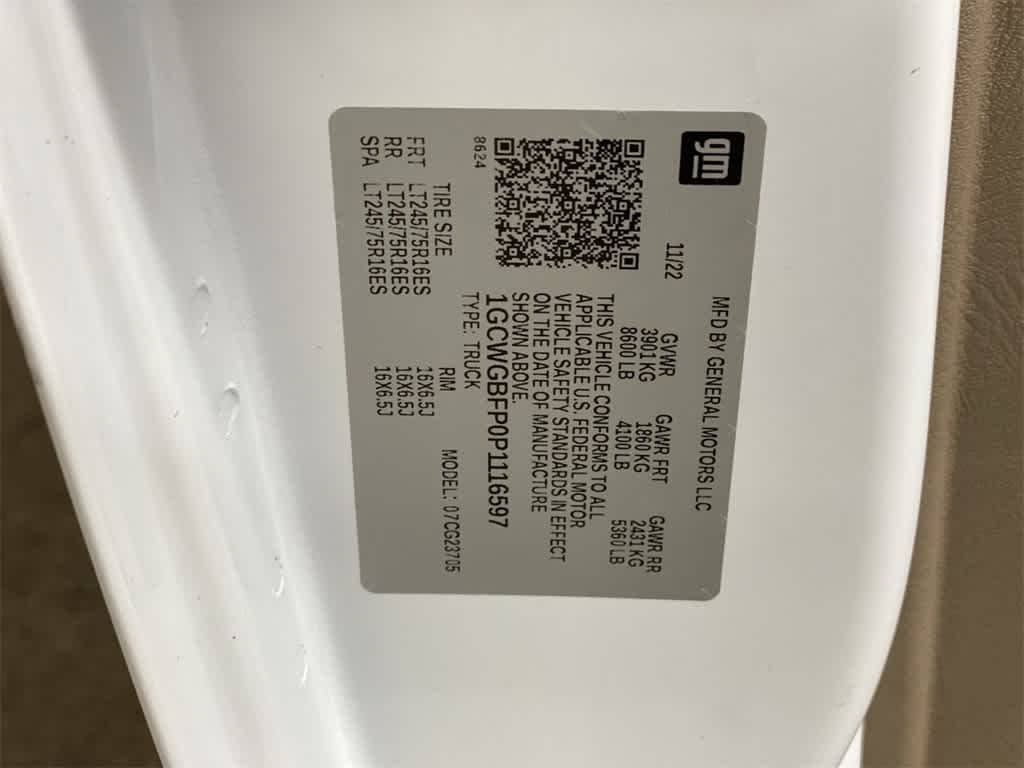 gm
MFD BY GENERAL MOTORS LLC
11/22
GVWR GAWR FRT GAWR RR
3901 KG 1860 KG 2431 KG
8600 LB 4100 LB 5360 LB
THIS VEHICLE CONFORMS TO ALL
APPLICABLE U.S. FEDERAL MOTOR
VEHICLE SAFETY STANDARDS IN EFFECT
ON THE DATE OF MANUFACTURE
SHOWN ABOVE.
1GCWGBFP0P1116597
TYPE: TRUCK
8624
MODEL: 07CG23705
TIRE SIZE RIM
FRT LT245/75R16ES 16X6.5J
RR LT245/75R16ES 16X6.5J
SPA LT245/75R16ES 16X6.5J